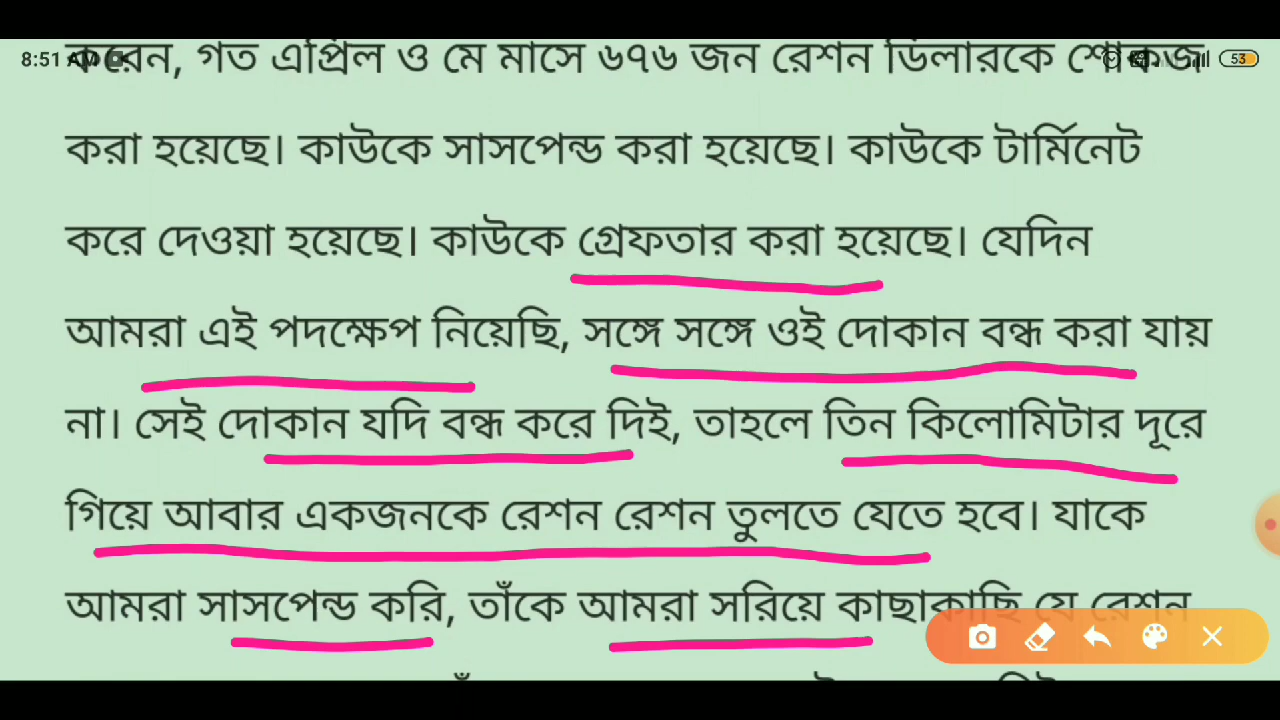 8:51 AM
53
করেন, গত এপ্রিল ও মে মাসে ৬৭৬ জন রেশন ডিলারকে শোকজ
করা হয়েছে। কাউকে সাসপেন্ড করা হয়েছে। কাউকে টার্মিনেট
করে দেওয়া হয়েছে। কাউকে গ্রেফতার করা হয়েছে। যেদিন
আমরা এই পদক্ষেপ নিয়েছি, সঙ্গে সঙ্গে ওই দোকান বন্ধ করা যায়
না। সেই দোকান যদি বন্ধ করে দিই, তাহলে তিন কিলোমিটার দূরে
গিয়ে আবার একজনকে রেশন রেশন তুলতে যেতে হবে। যাকে
আমরা সাসপেন্ড করি, তাঁকে আমরা সরিয়ে কাছাকাছি যে রেশন